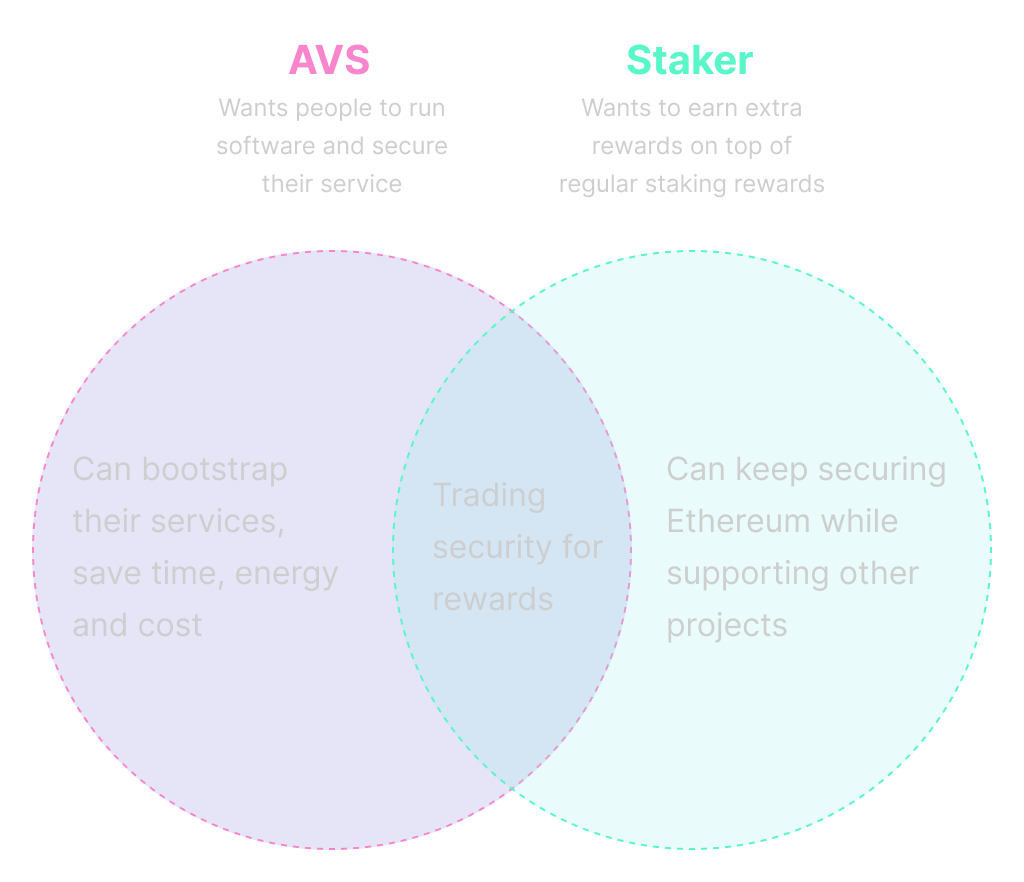 AVS
Wants people to run
software and secure
their service
Staker
Wants to earn extra
rewards on top of
regular staking rewards
Can bootstrap
their services,
save time, energy
and cost
Trading
security for
rewards
Can keep securing
Ethereum while
supporting other
projects